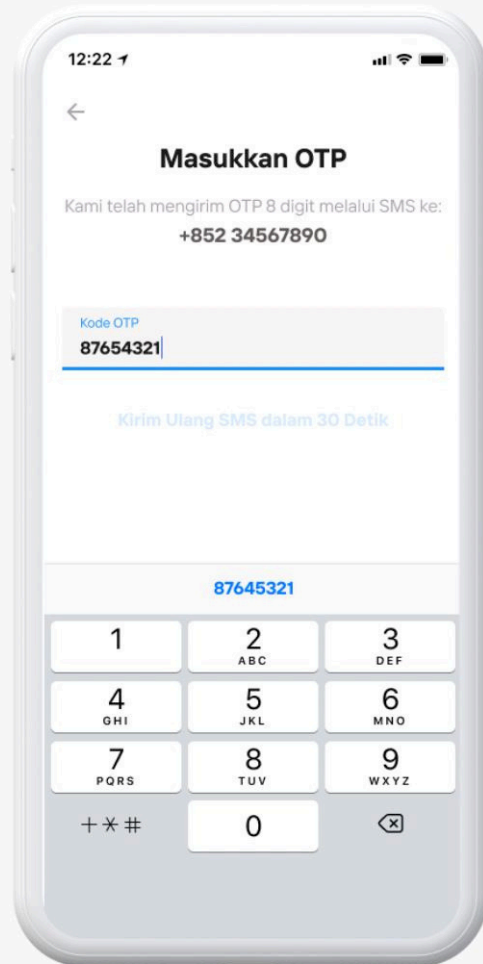 12:22
Masukkan OTP
Kami telah mengirim OTP 8 digit melalui SMS ke:
+852 34567890
Kode OTP
87654321
Kirim Ulang SMS dalam 30 Detik
87645321
1 2 3
ABC DEF
4 5 6
GHI JKL MNO
7 8 9
PQRS TUV WXYZ
+ * # 0